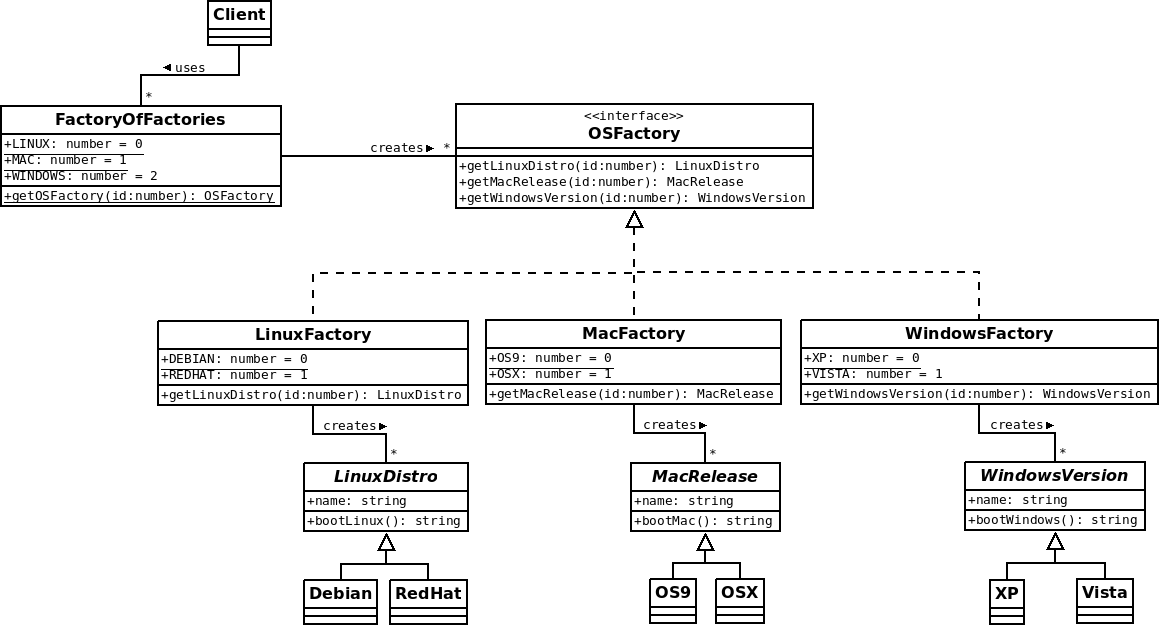 Client
◄ uses
*
FactoryOfFactories
+LINUX: number = 0
+MAC: number = 1
+WINDOWS: number = 2
+getOSFactory(id:number): OSFactory
creates► *
<<interface>>
OSFactory
+getLinuxDistro(id:number): LinuxDistro
+getMacRelease(id:number): MacRelease
+getWindowsVersion(id:number): WindowsVersion
LinuxFactory
+DEBIAN: number = 0
+REDHAT: number = 1
+getLinuxDistro(id:number): LinuxDistro
MacFactory
+OS9: number = 0
+OSX: number = 1
+getMacRelease(id:number): MacRelease
WindowsFactory
+XP: number = 0
+VISTA: number = 1
+getWindowsVersion(id:number): WindowsVersion
creates►
*
creates►
*
creates►
*
LinuxDistro
+name: string
+bootLinux(): string
MacRelease
+name: string
+bootMac(): string
WindowsVersion
+name: string
+bootWindows(): string
Debian
RedHat
OS9
OSX
XP
Vista